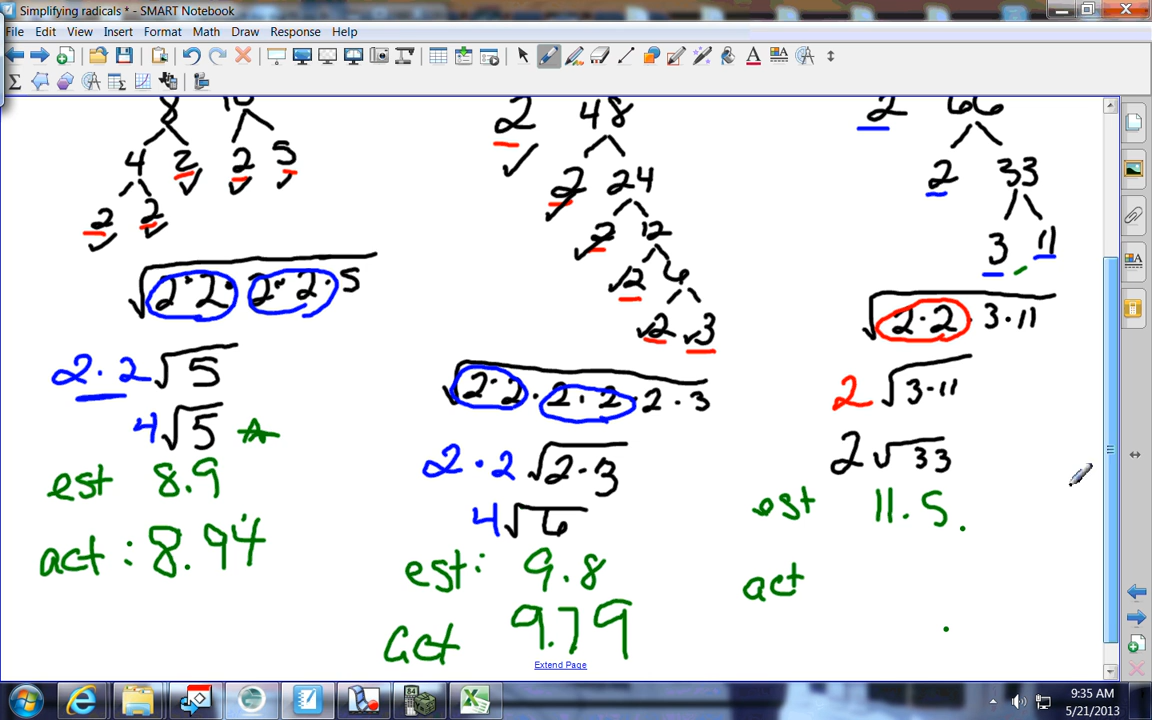 Simplifying radicals * - SMART Notebook
File Edit View Insert Format Math Draw Response Help
8 10
4 2 2 5
2 2
√2·2·2·2·5
2·2√5
4√5
est 8.9
act: 8.94
2 48
2 24
2 12
2 6
2 3
√2·2·2·2·2·3
2·2√2·3
4√6
est: 9.8
act 9.79
2 66
2 33
3 11
√2·2·3·11
2√3·11
2√33
est 11.5
act
Extend Page
9:35 AM
5/21/2013